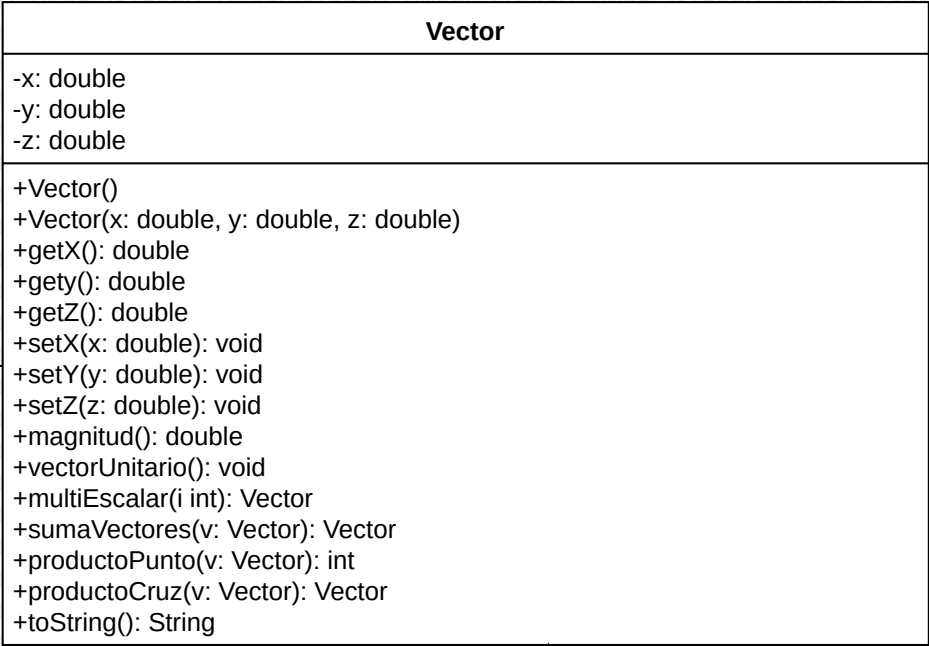 Vector
-x: double
-y: double
-z: double
+Vector()
+Vector(x: double, y: double, z: double)
+getX(): double
+gety(): double
+getZ(): double
+setX(x: double): void
+setY(y: double): void
+setZ(z: double): void
+magnitud(): double
+vectorUnitario(): void
+multiEscalar(i int): Vector
+sumaVectores(v: Vector): Vector
+productoPunto(v: Vector): int
+productoCruz(v: Vector): Vector
+toString(): String